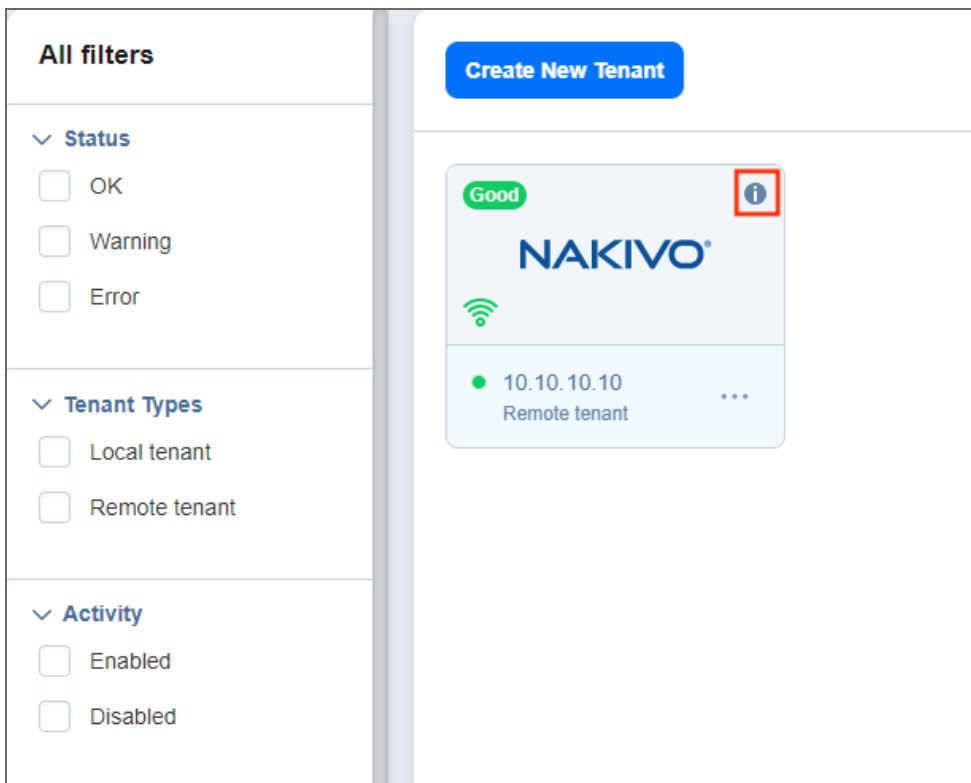 All filters
Status
OK
Warning
Error
Tenant Types
Local tenant
Remote tenant
Activity
Enabled
Disabled
Create New Tenant
Good
NAKIVO®
10.10.10.10
Remote tenant